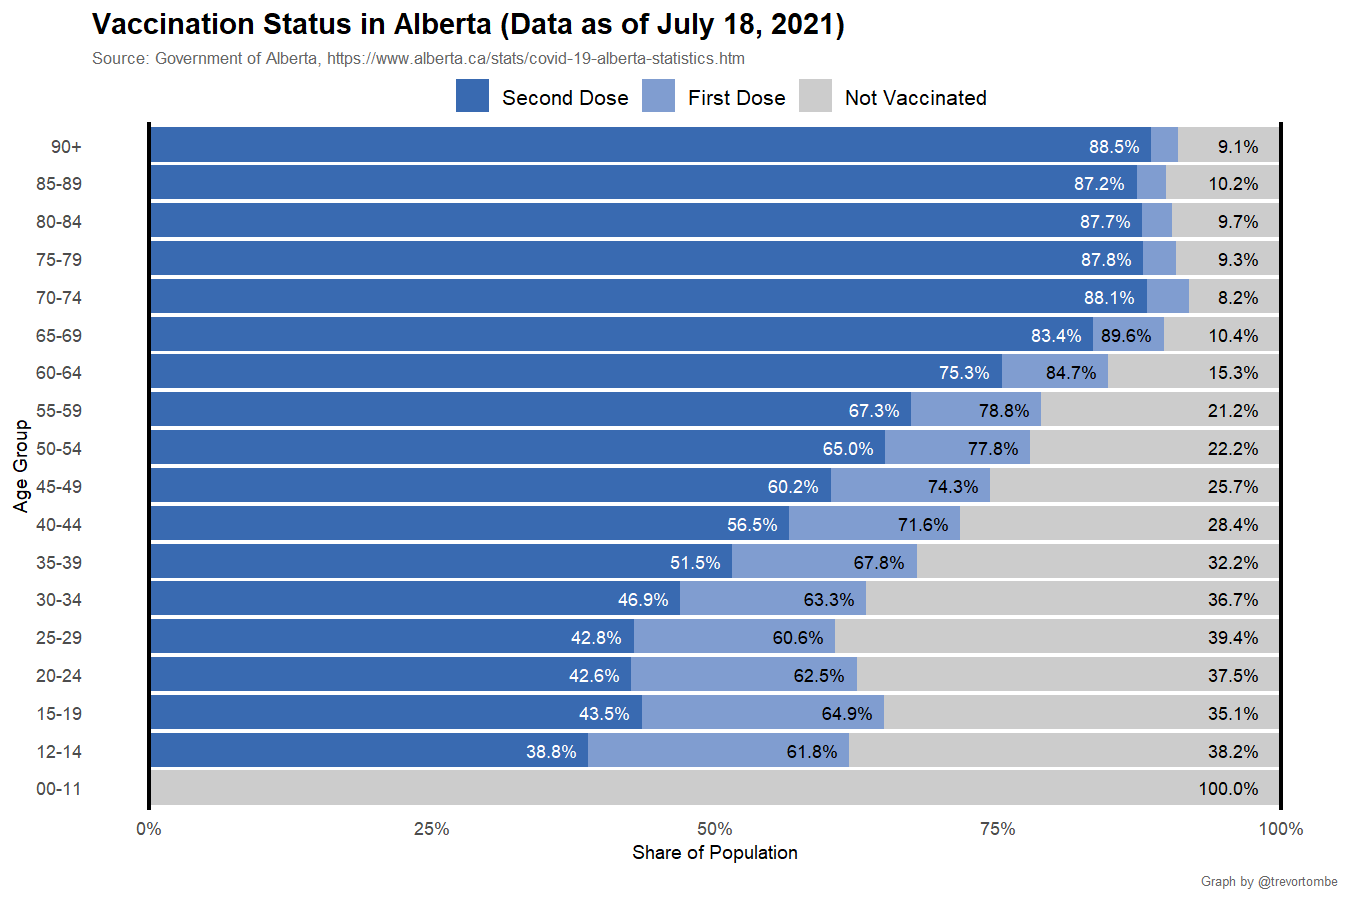 Vaccination Status in Alberta (Data as of July 18, 2021)
Source: Government of Alberta, https://www.alberta.ca/stats/covid-19-alberta-statistics.htm
Second Dose First Dose Not Vaccinated
90+ 88.5% 9.1%
85-89 87.2% 10.2%
80-84 87.7% 9.7%
75-79 87.8% 9.3%
70-74 88.1% 8.2%
65-69 83.4% 89.6% 10.4%
60-64 75.3% 84.7% 15.3%
55-59 67.3% 78.8% 21.2%
50-54 65.0% 77.8% 22.2%
Age Group
45-49 60.2% 74.3% 25.7%
40-44 56.5% 71.6% 28.4%
35-39 51.5% 67.8% 32.2%
30-34 46.9% 63.3% 36.7%
25-29 42.8% 60.6% 39.4%
20-24 42.6% 62.5% 37.5%
15-19 43.5% 64.9% 35.1%
12-14 38.8% 61.8% 38.2%
00-11 100.0%
0% 25% 50% 75% 100%
Share of Population
Graph by @trevortombe